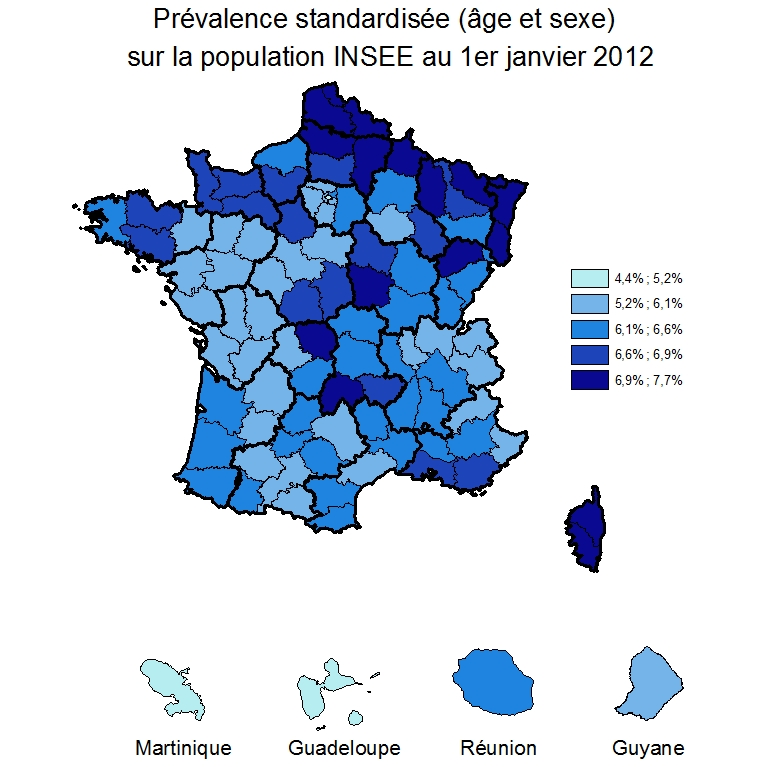 Prévalence standardisée (âge et sexe)
sur la population INSEE au 1er janvier 2012
4,4% ; 5,2%
5,2% ; 6,1%
6,1% ; 6,6%
6,6% ; 6,9%
6,9% ; 7,7%
Martinique Guadeloupe Réunion Guyane